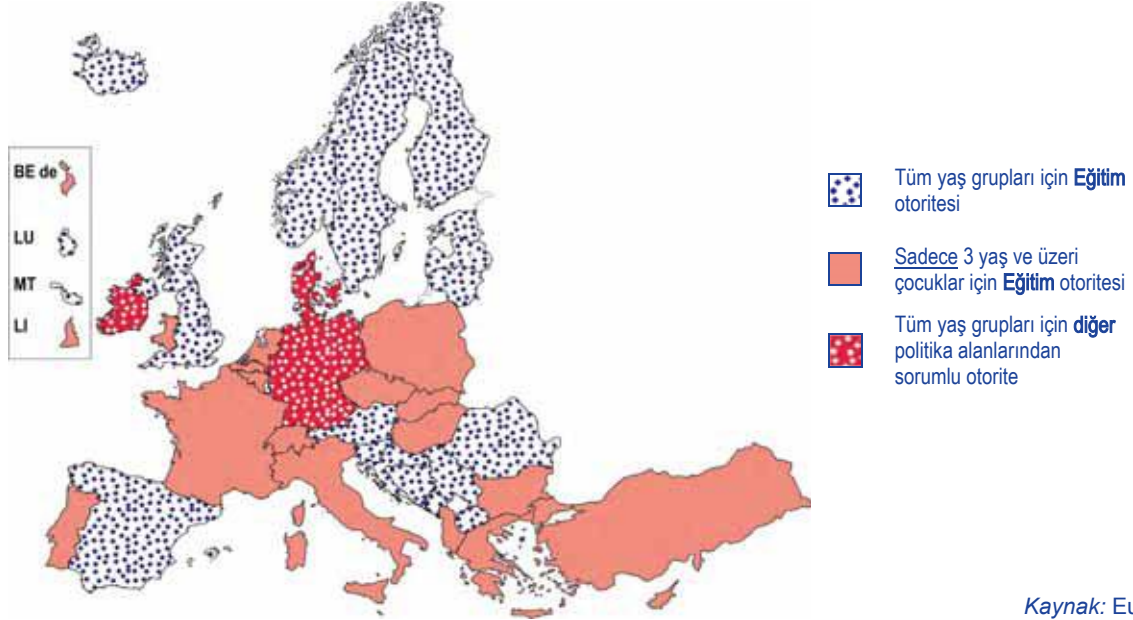 BE de
LU
MT
LI
Tüm yaş grupları için Eğitim
otoritesi
Sadece 3 yaş ve üzeri
çocuklar için Eğitim otoritesi
Tüm yaş grupları için diğer
politika alanlarından
sorumlu otorite
Kaynak: Eu